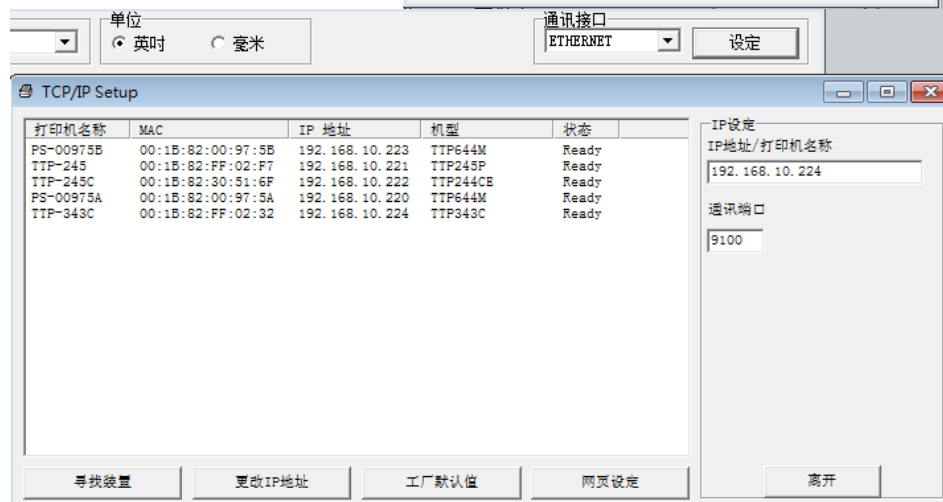 单位
英吋 毫米
通讯接口
ETHERNET
设定
TCP/IP Setup
打印机名称 MAC IP 地址 机型 状态
PS-00975B 00:1B:82:00:97:5B 192.168.10.223 TTP644M Ready
TTP-245 00:1B:82:FF:02:F7 192.168.10.221 TTP245P Ready
TTP-245C 00:1B:82:30:51:6F 192.168.10.222 TTP244CE Ready
PS-00975A 00:1B:82:00:97:5A 192.168.10.220 TTP644M Ready
TTP-343C 00:1B:82:FF:02:32 192.168.10.224 TTP343C Ready
IP设定
IP地址/打印机名称
192.168.10.224
通讯端口
9100
寻找装置 更改IP地址 工厂默认值 网页设定 离开